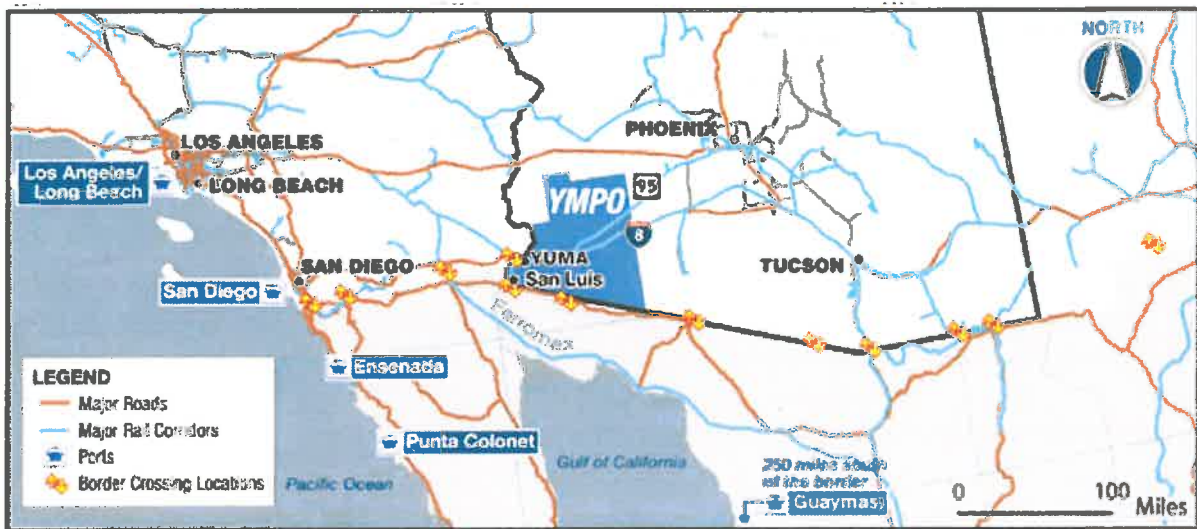 NORTH
PHOENIX
LOS ANGELES
Los Angeles/
Long Beach
LONG BEACH
YMPO
95
8
YUMA
San Luis
SAN DIEGO
San Diego
TUCSON
Ferromex
Ensenada
LEGEND
Major Roads
Major Rail Corridors
Ports
Border Crossing Locations
Punta Colonet
Gulf of California
Pacific Ocean
250 miles south
of the border
Guaymas
0
100
Miles